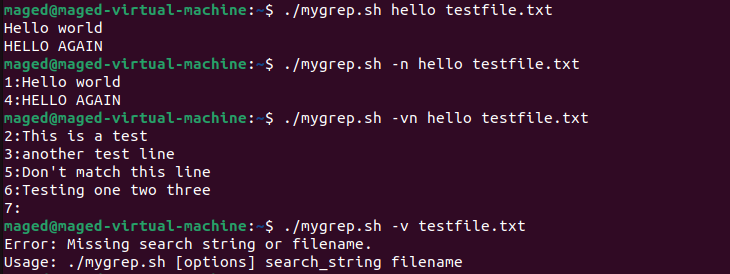 maged@maged-virtual-machine:~$ ./mygrep.sh hello testfile.txt
Hello world
HELLO AGAIN
maged@maged-virtual-machine:~$ ./mygrep.sh -n hello testfile.txt
1:Hello world
4:HELLO AGAIN
maged@maged-virtual-machine:~$ ./mygrep.sh -vn hello testfile.txt
2:This is a test
3:another test line
5:Don't match this line
6:Testing one two three
7:
maged@maged-virtual-machine:~$ ./mygrep.sh -v testfile.txt
Error: Missing search string or filename.
Usage: ./mygrep.sh [options] search_string filename